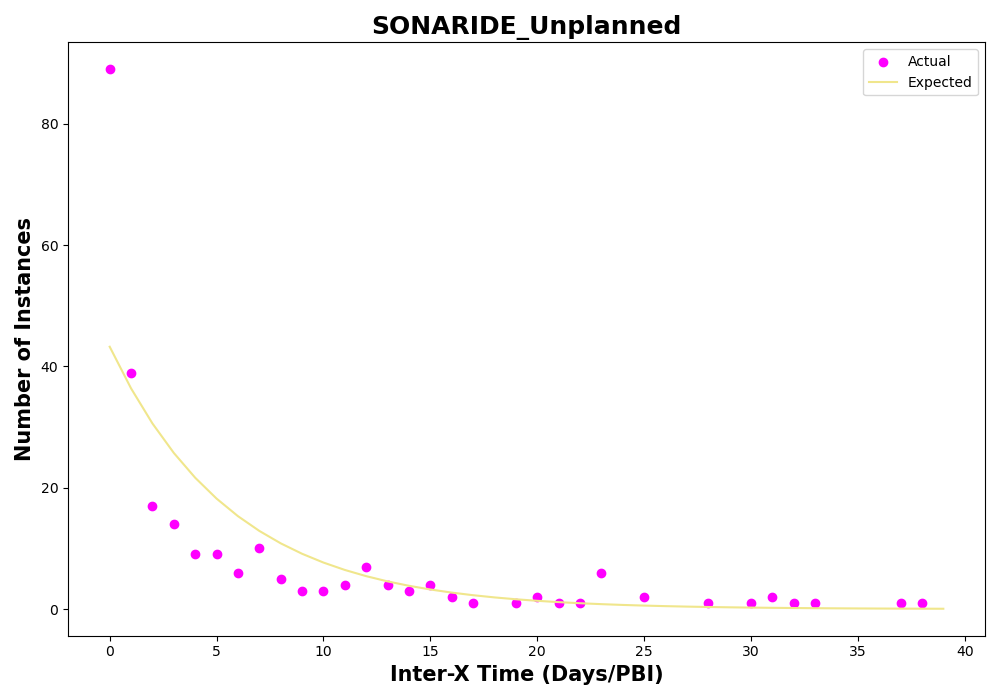 SONARIDE_Unplanned
Actual
Expected
80
60
40
20
0
Number of Instances
0 5 10 15 20 25 30 35 40
Inter-X Time (Days/PBI)